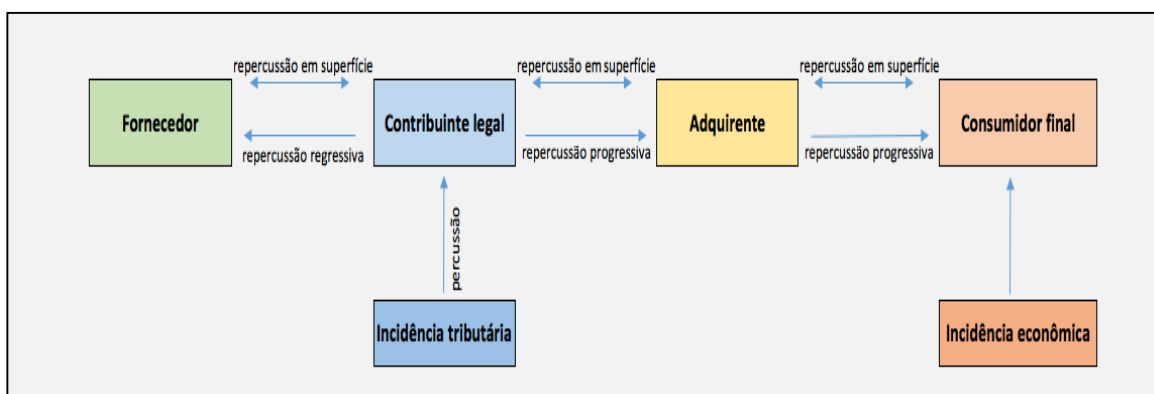 repercussão em superfície
repercussão em superfície
repercussão em superfície
Fornecedor
Contribuinte legal
Adquirente
Consumidor final
repercussão regressiva
repercussão progressiva
repercussão progressiva
percussão
Incidência tributária
Incidência econômica